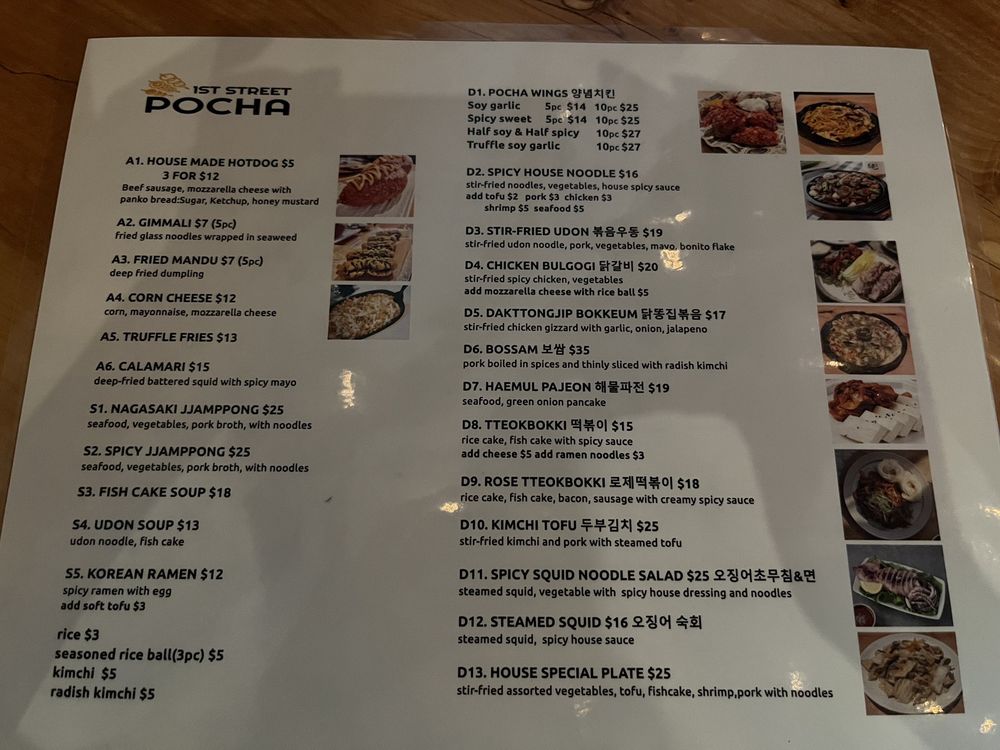 1ST STREET
POCHA
A1. HOUSE MADE HOTDOG $5
3 FOR $12
Beef sausage, mozzarella cheese with
panko bread:Sugar, Ketchup, honey mustard
A2. GIMMALI $7 (5pc)
fried glass noodles wrapped in seaweed
A3. FRIED MANDU $7 (5pc)
deep fried dumpling
A4. CORN CHEESE $12
corn, mayonnaise, mozzarella cheese
A5. TRUFFLE FRIES $13
A6. CALAMARI $15
deep-fried battered squid with spicy mayo
S1. NAGASAKI JJAMPPONG $25
seafood, vegetables, pork broth, with noodles
S2. SPICY JJAMPPONG $25
seafood, vegetables, pork broth, with noodles
S3. FISH CAKE SOUP $18
S4. UDON SOUP $13
udon noodle, fish cake
S5. KOREAN RAMEN $12
spicy ramen with egg
add soft tofu $3
rice $3
seasoned rice ball(3pc) $5
kimchi $5
radish kimchi $5
D1. POCHA WINGS 양념치킨
Soy garlic 5pc $14 10pc $25
Spicy sweet 5pc $14 10pc $25
Half soy & Half spicy 10pc $27
Truffle soy garlic 10pc $27
D2. SPICY HOUSE NOODLE $16
stir-fried noodles, vegetables, house spicy sauce
add tofu $2 pork $3 chicken $3
shrimp $5 seafood $5
D3. STIR-FRIED UDON 볶음우동 $19
stir-fried udon noodle, pork, vegetables, mayo, bonito flake
D4. CHICKEN BULGOGI 닭갈비 $20
stir-fried spicy chicken, vegetables
add mozzarella cheese with rice ball $5
D5. DAKTTONGJIP BOKKEUM 닭똥집볶음 $17
stir-fried chicken gizzard with garlic, onion, jalapeno
D6. BOSSAM 보쌈 $35
pork boiled in spices and thinly sliced with radish kimchi
D7. HAEMUL PAJEON 해물파전 $19
seafood, green onion pancake
D8. TTEOKBOKKI 떡볶이 $15
rice cake, fish cake with spicy sauce
add cheese $5 add ramen noodles $3
D9. ROSE TTEOKBOKKI 로제떡볶이 $18
rice cake, fish cake, bacon, sausage with creamy spicy sauce
D10. KIMCHI TOFU 두부김치 $25
stir-fried kimchi and pork with steamed tofu
D11. SPICY SQUID NOODLE SALAD $25 오징어초무침&면
steamed squid, vegetable with spicy house dressing and noodles
D12. STEAMED SQUID $16 오징어 숙회
steamed squid, spicy house sauce
D13. HOUSE SPECIAL PLATE $25
stir-fried assorted vegetables, tofu, fishcake, shrimp,pork with noodles